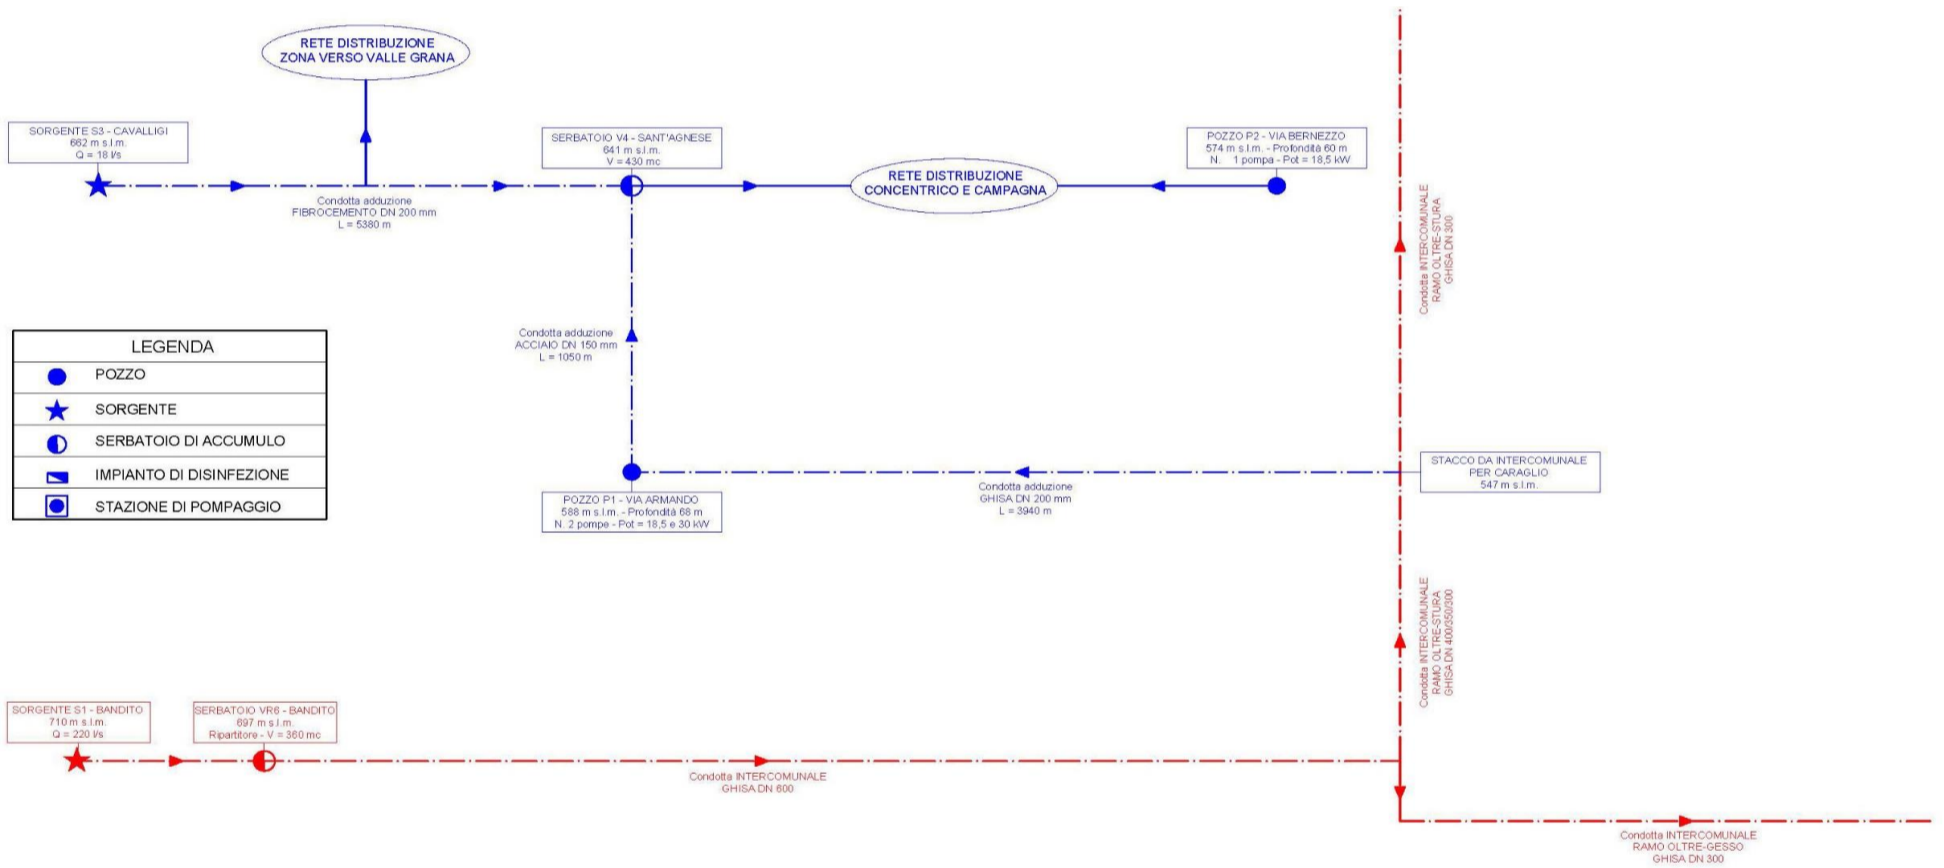 RETE DISTRIBUZIONE
ZONA VERSO VALLE GRANA
SORGENTE S3 - CAVALLIGI
662 m s.l.m.
Q = 18 l/s
SERBATOIO V4 - SANT'AGNESE
641 m s.l.m.
V = 430 mc
POZZO P2 - VIA BERNEZZO
574 m s.l.m. - Profondità 60 m
N. 1 pompa - Pot = 18,5 kW
RETE DISTRIBUZIONE
CONCENTRICO E CAMPAGNA
Condotta adduzione
FIBROCEMENTO DN 200 mm
L = 5380 m
Condotta INTERCOMUNALE
RAMO OLTRE-STURA
GHISA DN 300
LEGENDA
POZZO
SORGENTE
SERBATOIO DI ACCUMULO
IMPIANTO DI DISINFEZIONE
STAZIONE DI POMPAGGIO
Condotta adduzione
ACCIAIO DN 150 mm
L = 1050 m
STACCO DA INTERCOMUNALE
PER CARAGLIO
547 m s.l.m.
POZZO P1 - VIA ARMANDO
588 m s.l.m. - Profondità 68 m
N. 2 pompe - Pot = 18,5 e 30 kW
Condotta adduzione
GHISA DN 200 mm
L = 3940 m
Condotta INTERCOMUNALE
RAMO OLTRE-STURA
GHISA DN 400/350/300
SORGENTE S1 - BANDITO
710 m s.l.m.
Q = 220 l/s
SERBATOIO VR6 - BANDITO
697 m s.l.m.
Ripartitore - V = 360 mc
Condotta INTERCOMUNALE
GHISA DN 600
Condotta INTERCOMUNALE
RAMO OLTRE-GESSO
GHISA DN 300